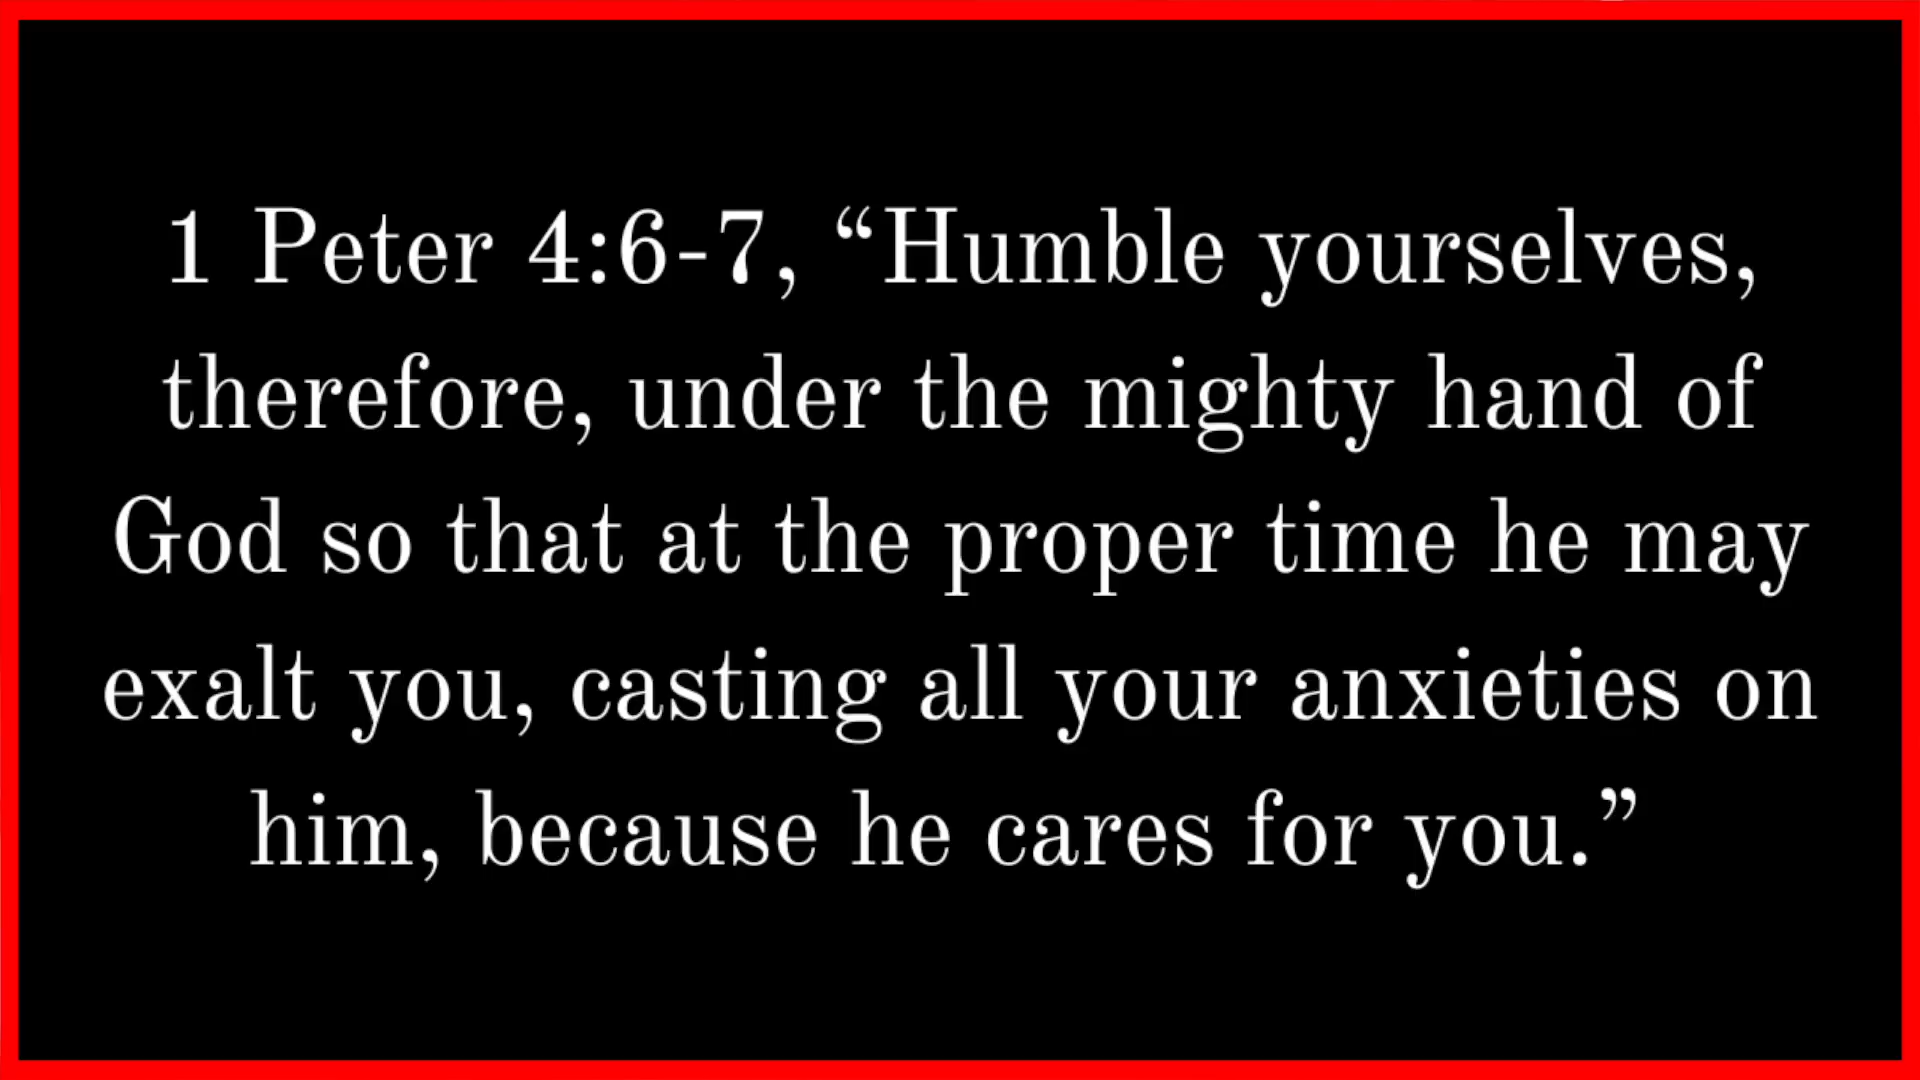 1 Peter 4:6-7, “Humble yourselves,
therefore, under the mighty hand of
God so that at the proper time he may
exalt you, casting all your anxieties on
him, because he cares for you.”